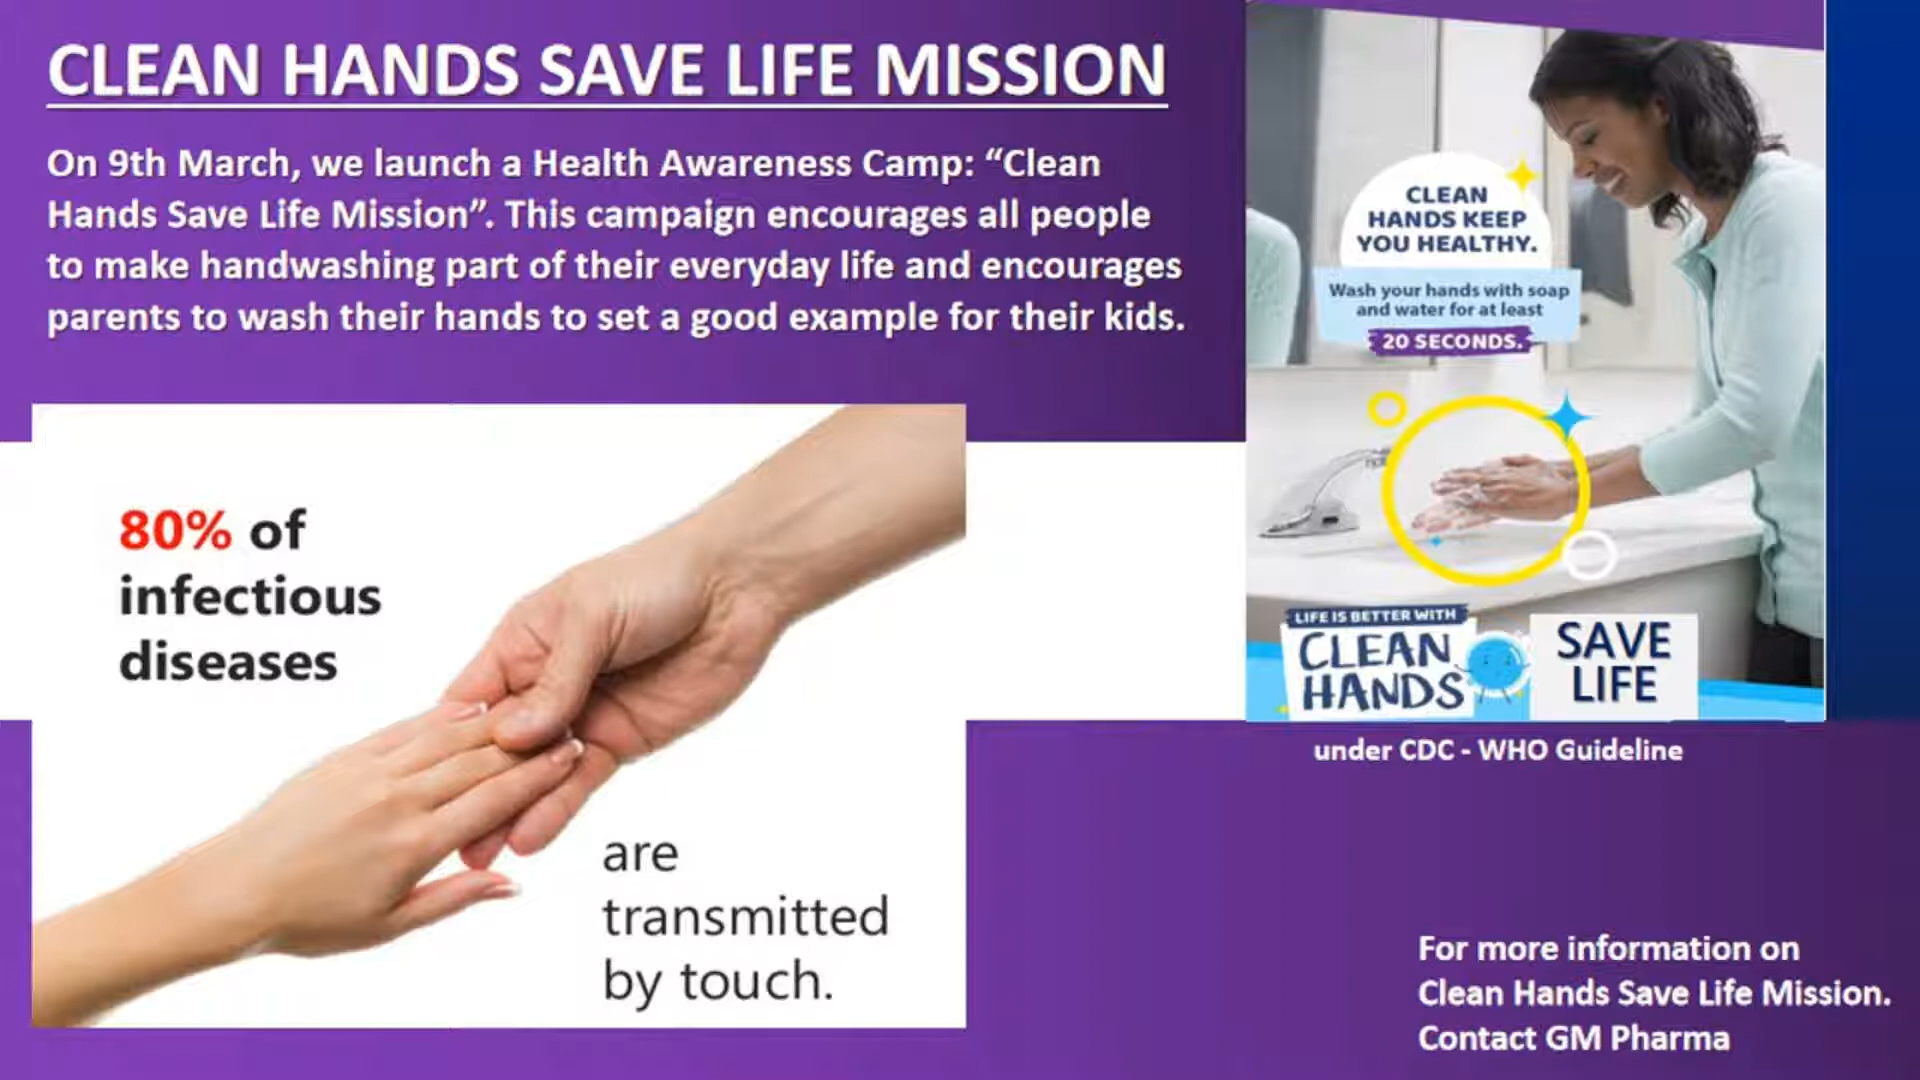 CLEAN HANDS SAVE LIFE MISSION
On 9th March, we launch a Health Awareness Camp: “Clean
Hands Save Life Mission”. This campaign encourages all people
to make handwashing part of their everyday life and encourages
parents to wash their hands to set a good example for their kids.
80% of
infectious
diseases
are
transmitted
by touch.
CLEAN
HANDS KEEP
YOU HEALTHY.
Wash your hands with soap
and water for at least
20 SECONDS.
LIFE IS BETTER WITH
CLEAN
HANDS
SAVE
LIFE
under CDC - WHO Guideline
For more information on
Clean Hands Save Life Mission.
Contact GM Pharma